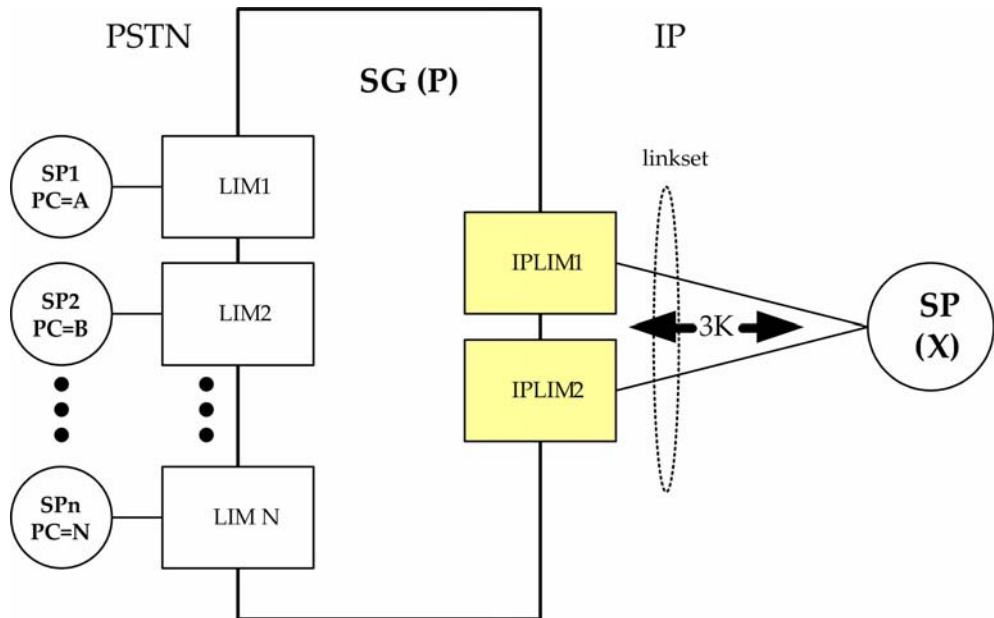 PSTN
IP
SG (P)
linkset
SP1
PC=A
LIM1
IPLIM1
SP2
PC=B
LIM2
3K
SP
(X)
IPLIM2
SPn
PC=N
LIM N